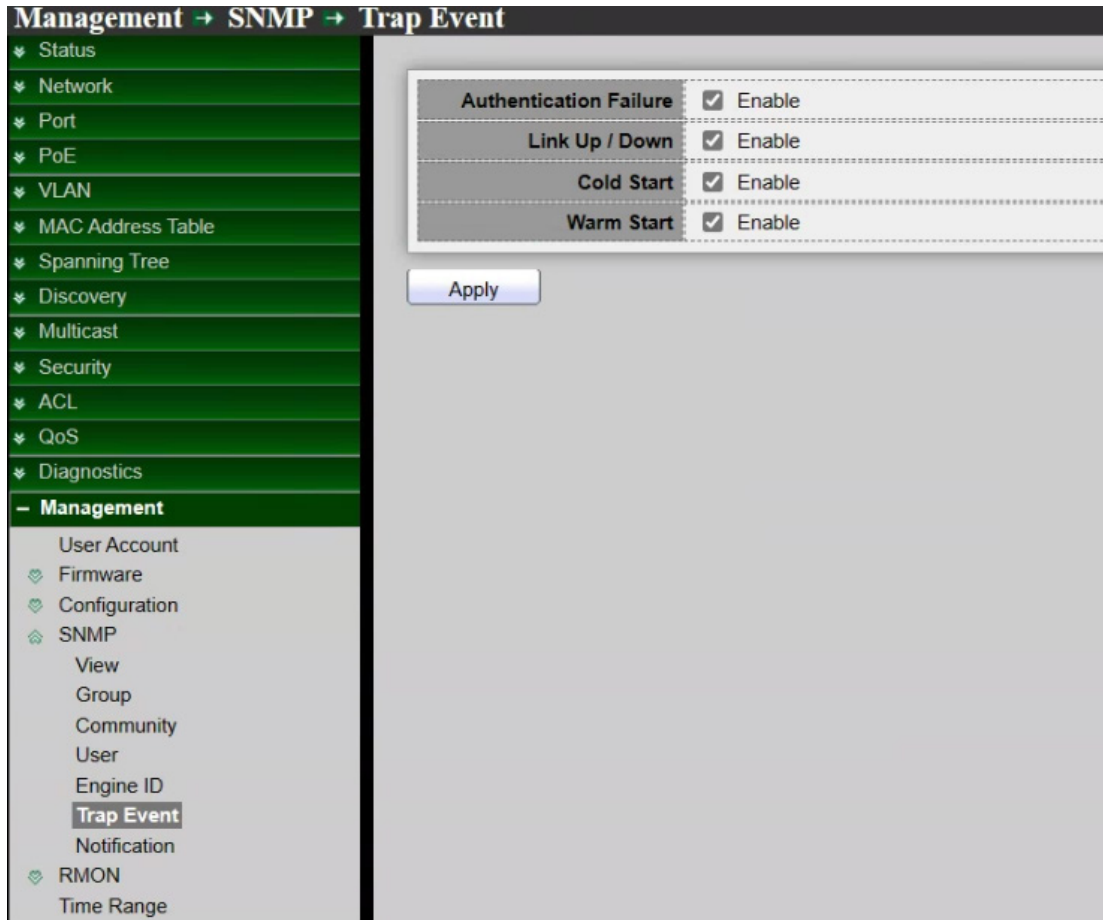 Management → SNMP → Trap Event
Status
Network
Port
PoE
VLAN
MAC Address Table
Spanning Tree
Discovery
Multicast
Security
ACL
QoS
Diagnostics
Management
User Account
Firmware
Configuration
SNMP
View
Group
Community
User
Engine ID
Trap Event
Notification
RMON
Time Range
Authentication Failure Enable
Link Up / Down Enable
Cold Start Enable
Warm Start Enable
Apply